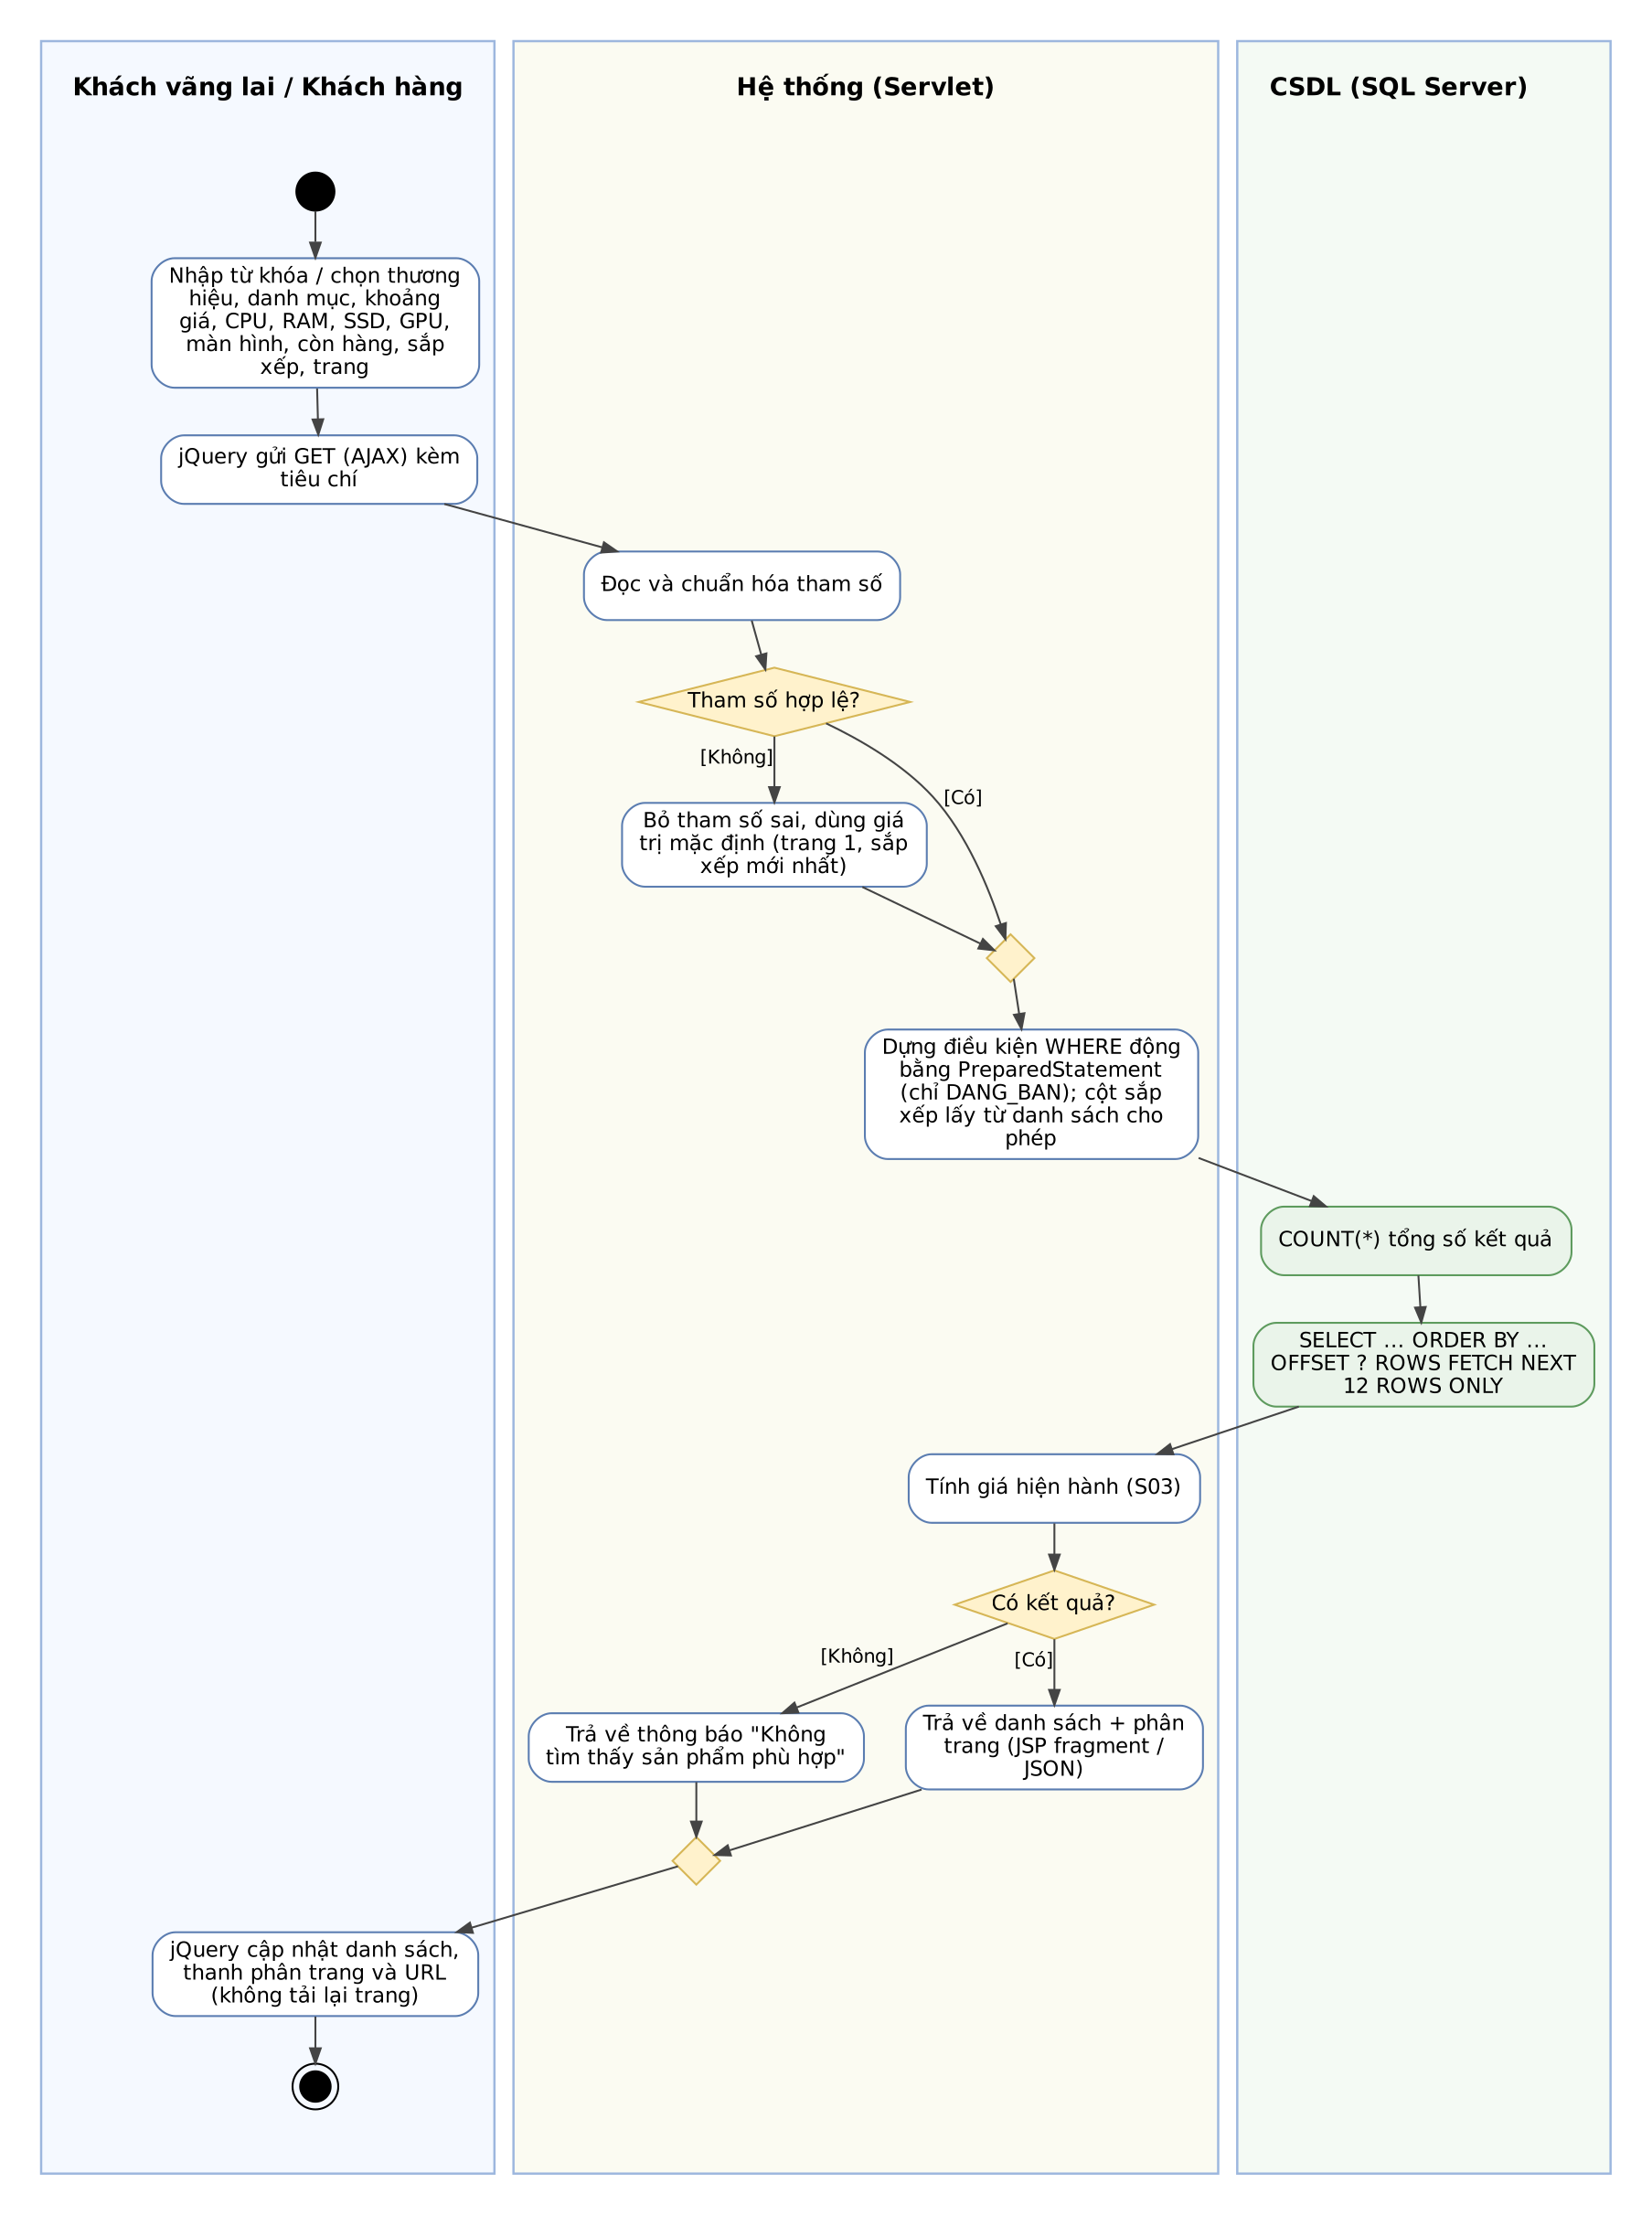 Khách vãng lai / Khách hàng
Hệ thống (Servlet)
CSDL (SQL Server)
Nhập từ khóa / chọn thương
hiệu, danh mục, khoảng
giá, CPU, RAM, SSD, GPU,
màn hình, còn hàng, sắp
xếp, trang
jQuery gửi GET (AJAX) kèm
tiêu chí
Đọc và chuẩn hóa tham số
Tham số hợp lệ?
[Không]
[Có]
Bỏ tham số sai, dùng giá
trị mặc định (trang 1, sắp
xếp mới nhất)
Dựng điều kiện WHERE động
bằng PreparedStatement
(chỉ DANG_BAN); cột sắp
xếp lấy từ danh sách cho
phép
COUNT(*) tổng số kết quả
SELECT ... ORDER BY ...
OFFSET ? ROWS FETCH NEXT
12 ROWS ONLY
Tính giá hiện hành (S03)
Có kết quả?
[Không]
[Có]
Trả về thông báo "Không
tìm thấy sản phẩm phù hợp"
Trả về danh sách + phân
trang (JSP fragment /
JSON)
jQuery cập nhật danh sách,
thanh phân trang và URL
(không tải lại trang)